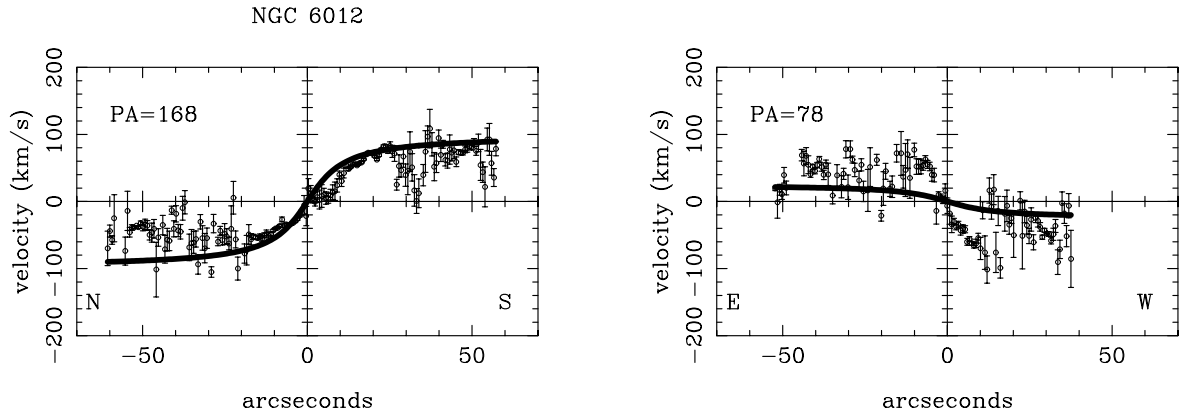 NGC 6012
velocity (km/s)
200
100
0
−100
−200
PA=168
N
S
−50
0
50
arcseconds
velocity (km/s)
200
100
0
−100
−200
PA=78
E
W
−50
0
50
arcseconds